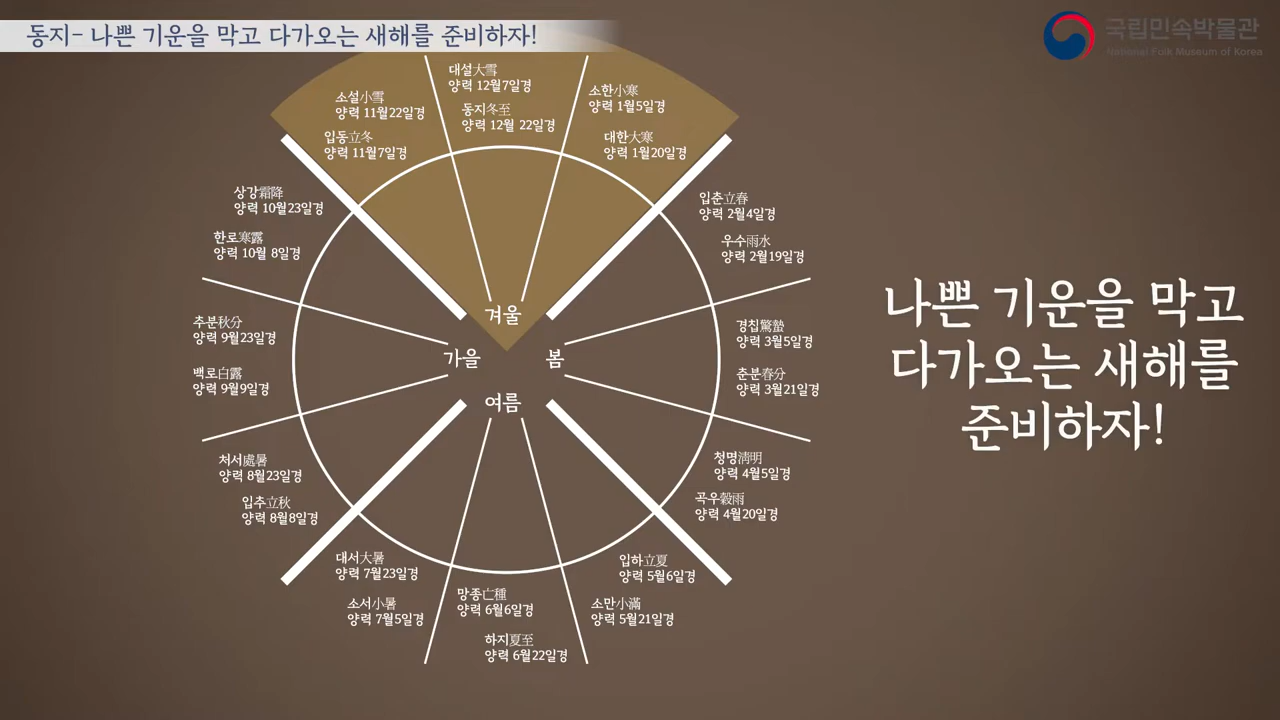 동지- 나쁜 기운을 막고 다가오는 새해를 준비하자!
국립민속박물관
National Folk Museum of Korea
대설大雪
양력 12월7일경
동지冬至
양력 12월 22일경
소한小寒
양력 1월5일경
대한大寒
양력 1월20일경
소설小雪
양력 11월22일경
입동立冬
양력 11월7일경
상강霜降
양력 10월23일경
한로寒露
양력 10월 8일경
입춘立春
양력 2월4일경
우수雨水
양력 2월19일경
추분秋分
양력 9월23일경
백로白露
양력 9월9일경
경칩驚蟄
양력 3월5일경
춘분春分
양력 3월21일경
겨울
가을
봄
여름
나쁜 기운을 막고
다가오는 새해를
준비하자!
처서處暑
양력 8월23일경
입추立秋
양력 8월8일경
청명淸明
양력 4월5일경
곡우穀雨
양력 4월20일경
대서大暑
양력 7월23일경
소서小暑
양력 7월5일경
망종亡種
양력 6월6일경
하지夏至
양력 6월22일경
입하立夏
양력 5월6일경
소만小滿
양력 5월21일경